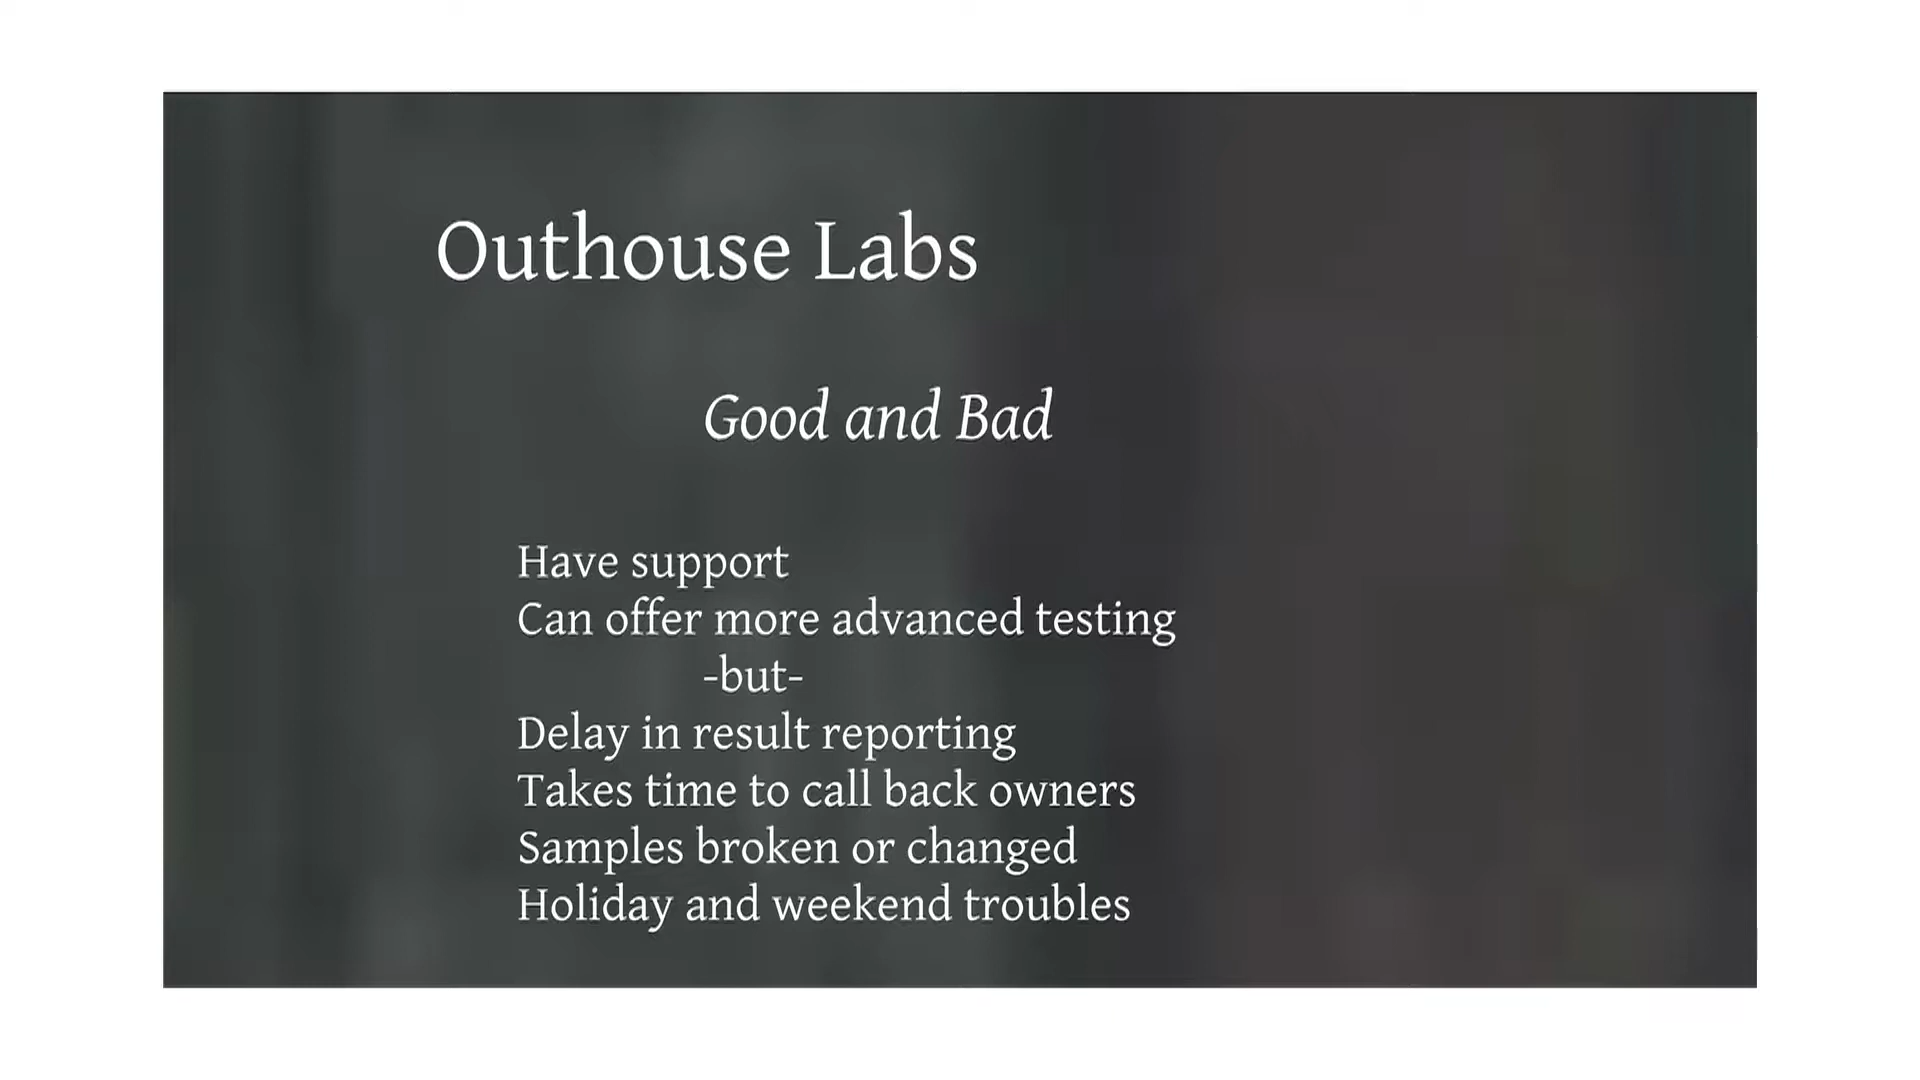 Outhouse Labs
Good and Bad
Have support
Can offer more advanced testing
-but-
Delay in result reporting
Takes time to call back owners
Samples broken or changed
Holiday and weekend troubles